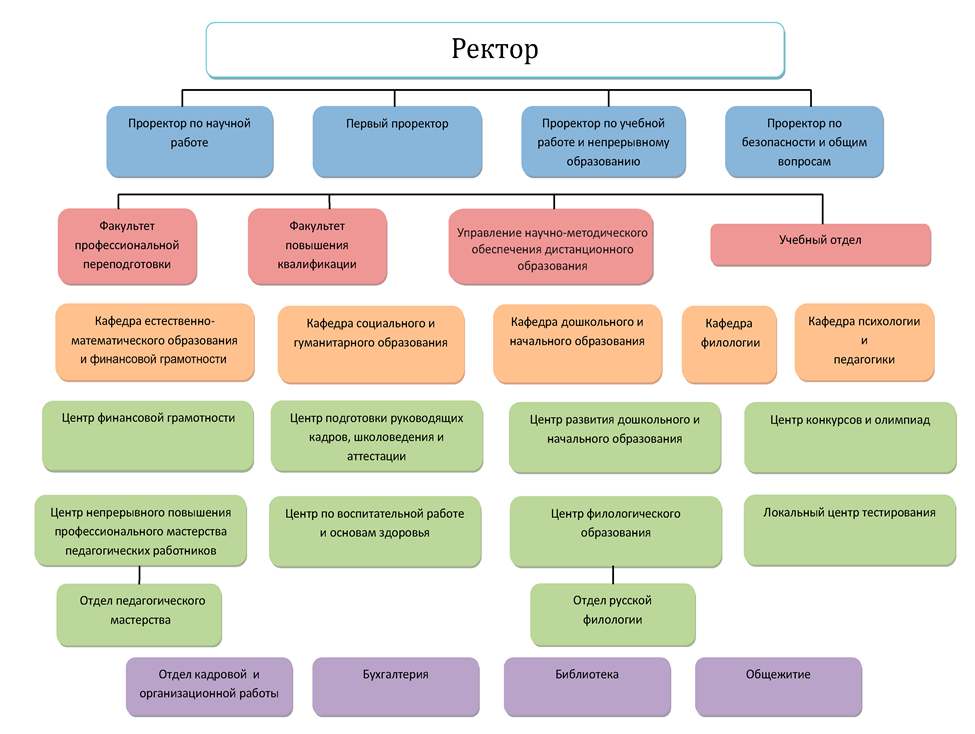 Ректор
Проректор по научной
работе
Первый проректор
Проректор по учебной
работе и непрерывному
образованию
Проректор по
безопасности и общим
вопросам
Факультет
профессиональной
переподготовки
Факультет
повышения
квалификации
Управление научно-методического
обеспечения дистанционного
образования
Учебный отдел
Кафедра естественно-
математического образования
и финансовой грамотности
Кафедра социального и
гуманитарного образования
Кафедра дошкольного и
начального образования
Кафедра
филологии
Кафедра психологии
и
педагогики
Центр финансовой грамотности
Центр подготовки руководящих
кадров, школоведения и
аттестации
Центр развития дошкольного и
начального образования
Центр конкурсов и олимпиад
Центр непрерывного повышения
профессионального мастерства
педагогических работников
Центр по воспитательной работе
и основам здоровья
Центр филологического
образования
Локальный центр тестирования
Отдел педагогического
мастерства
Отдел русской
филологии
Отдел кадровой и
организационной работы
Бухгалтерия
Библиотека
Общежитие